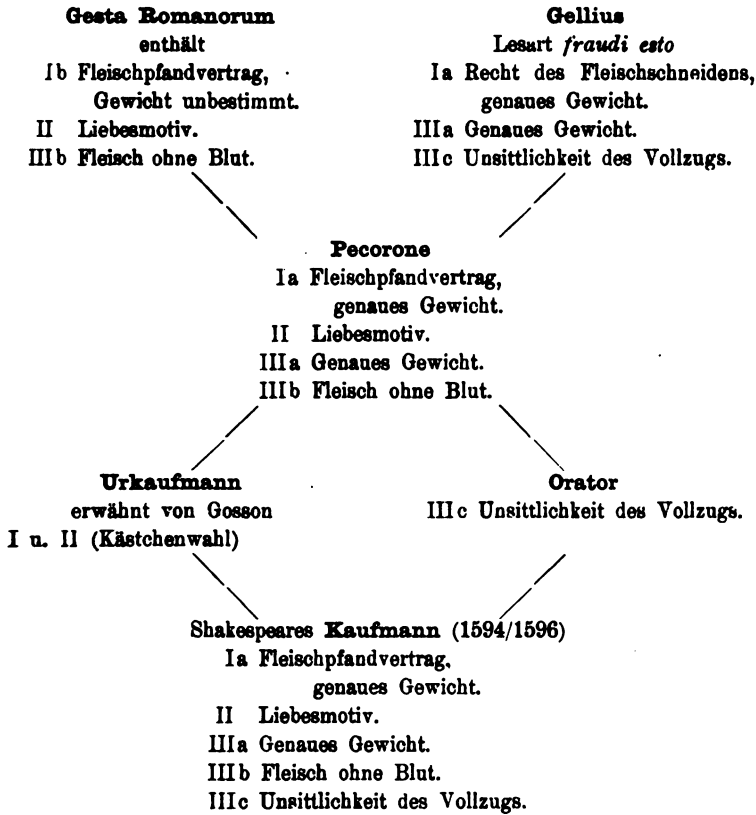 Gesta Romanorum
enthält
Ib Fleischpfandvertrag,
Gewicht unbestimmt.
II Liebesmotiv.
IIIb Fleisch ohne Blut.
Gellius
Lesart fraudi esto
Ia Recht des Fleischschneidens,
genaues Gewicht.
IIIa Genaues Gewicht.
IIIc Unsittlichkeit des Vollzugs.
Pecorone
Ia Fleischpfandvertrag,
genaues Gewicht.
II Liebesmotiv.
IIIa Genaues Gewicht.
IIIb Fleisch ohne Blut.
Urkaufmann
erwähnt von Gosson
I u. II (Kästchenwahl)
Orator
IIIc Unsittlichkeit des Vollzugs.
Shakespeares Kaufmann (1594/1596)
Ia Fleischpfandvertrag,
genaues Gewicht.
II Liebesmotiv.
IIIa Genaues Gewicht.
IIIb Fleisch ohne Blut.
IIIc Unsittlichkeit des Vollzugs.